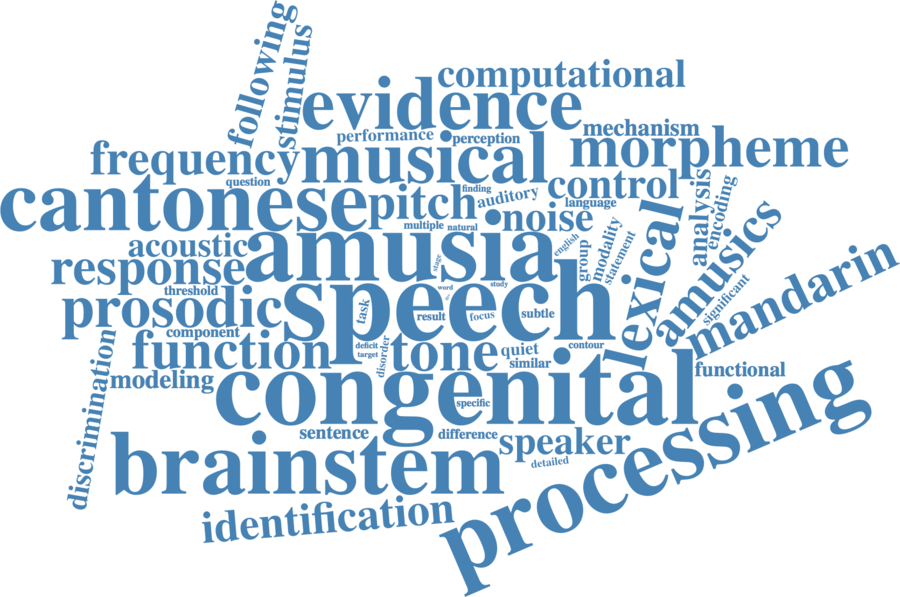 following
stimulus
computational
evidence
performance
perception
mechanism
frequency
musical
morpheme
question
finding
auditory
control
language
analysis
encoding
cantonese
pitch
multiple
natural
noise
english
group
modality
statement
lexical
amusics
acoustic
amusia
response
stage
word
study
significant
mandarin
threshold
prosodic
speech
task
result
focus
subtle
component
function
deficit
target
disorder
tone
quiet
similar
contour
functional
discrimination
modeling
congenital
specific
processing
sentence
difference
speaker
brainstem
detailed
identification